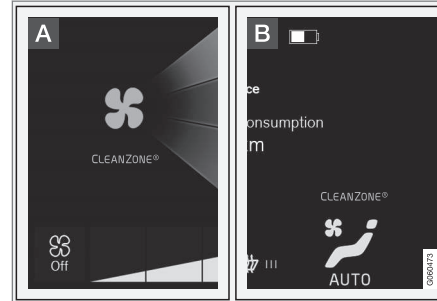 A
CLEANZONE®
Off
B
ce
onsumption
m
CLEANZONE®
AUTO
G060473